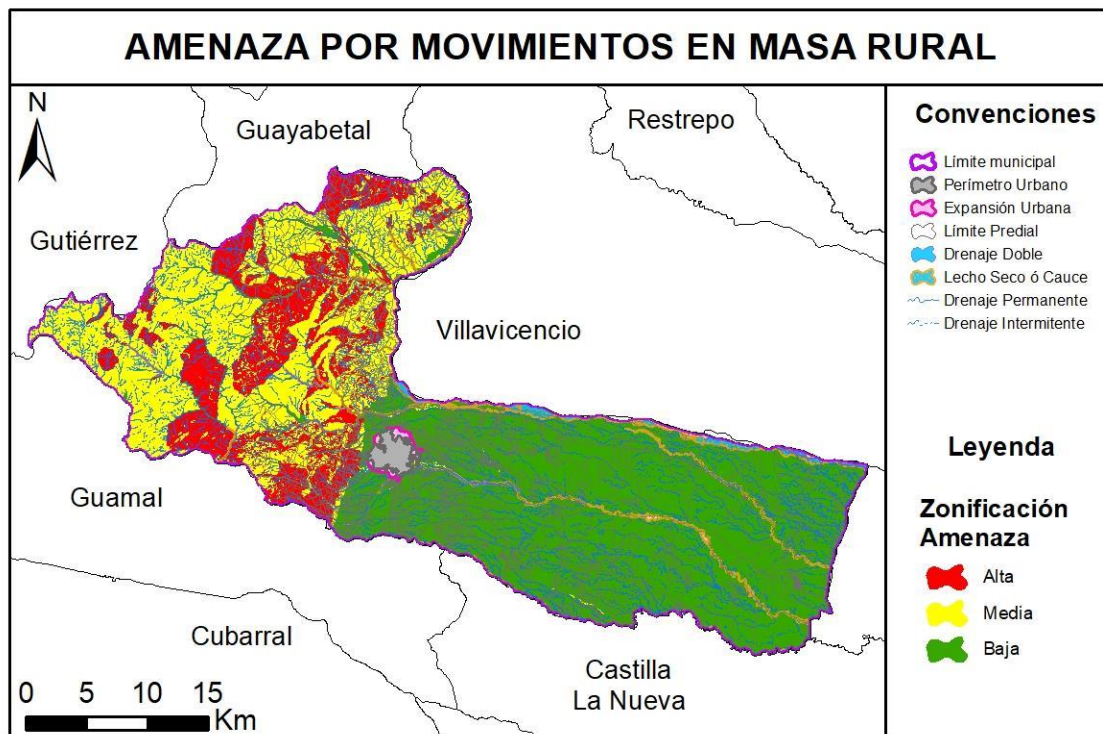 AMENAZA POR MOVIMIENTOS EN MASA RURAL
N
Guayabetal
Restrepo
Gutiérrez
Villavicencio
Guamal
Cubarral
Castilla
La Nueva
0 5 10 15
Km
Convenciones
Límite municipal
Perímetro Urbano
Expansión Urbana
Límite Predial
Drenaje Doble
Lecho Seco ó Cauce
Drenaje Permanente
Drenaje Intermitente
Leyenda
Zonificación
Amenaza
Alta
Media
Baja